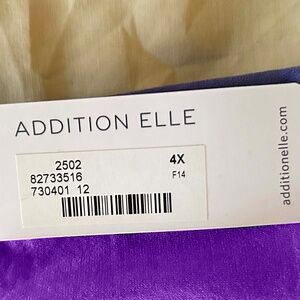 ADDITION ELLE
2502 4X
82733516 F14
730401 12
additionelle.com